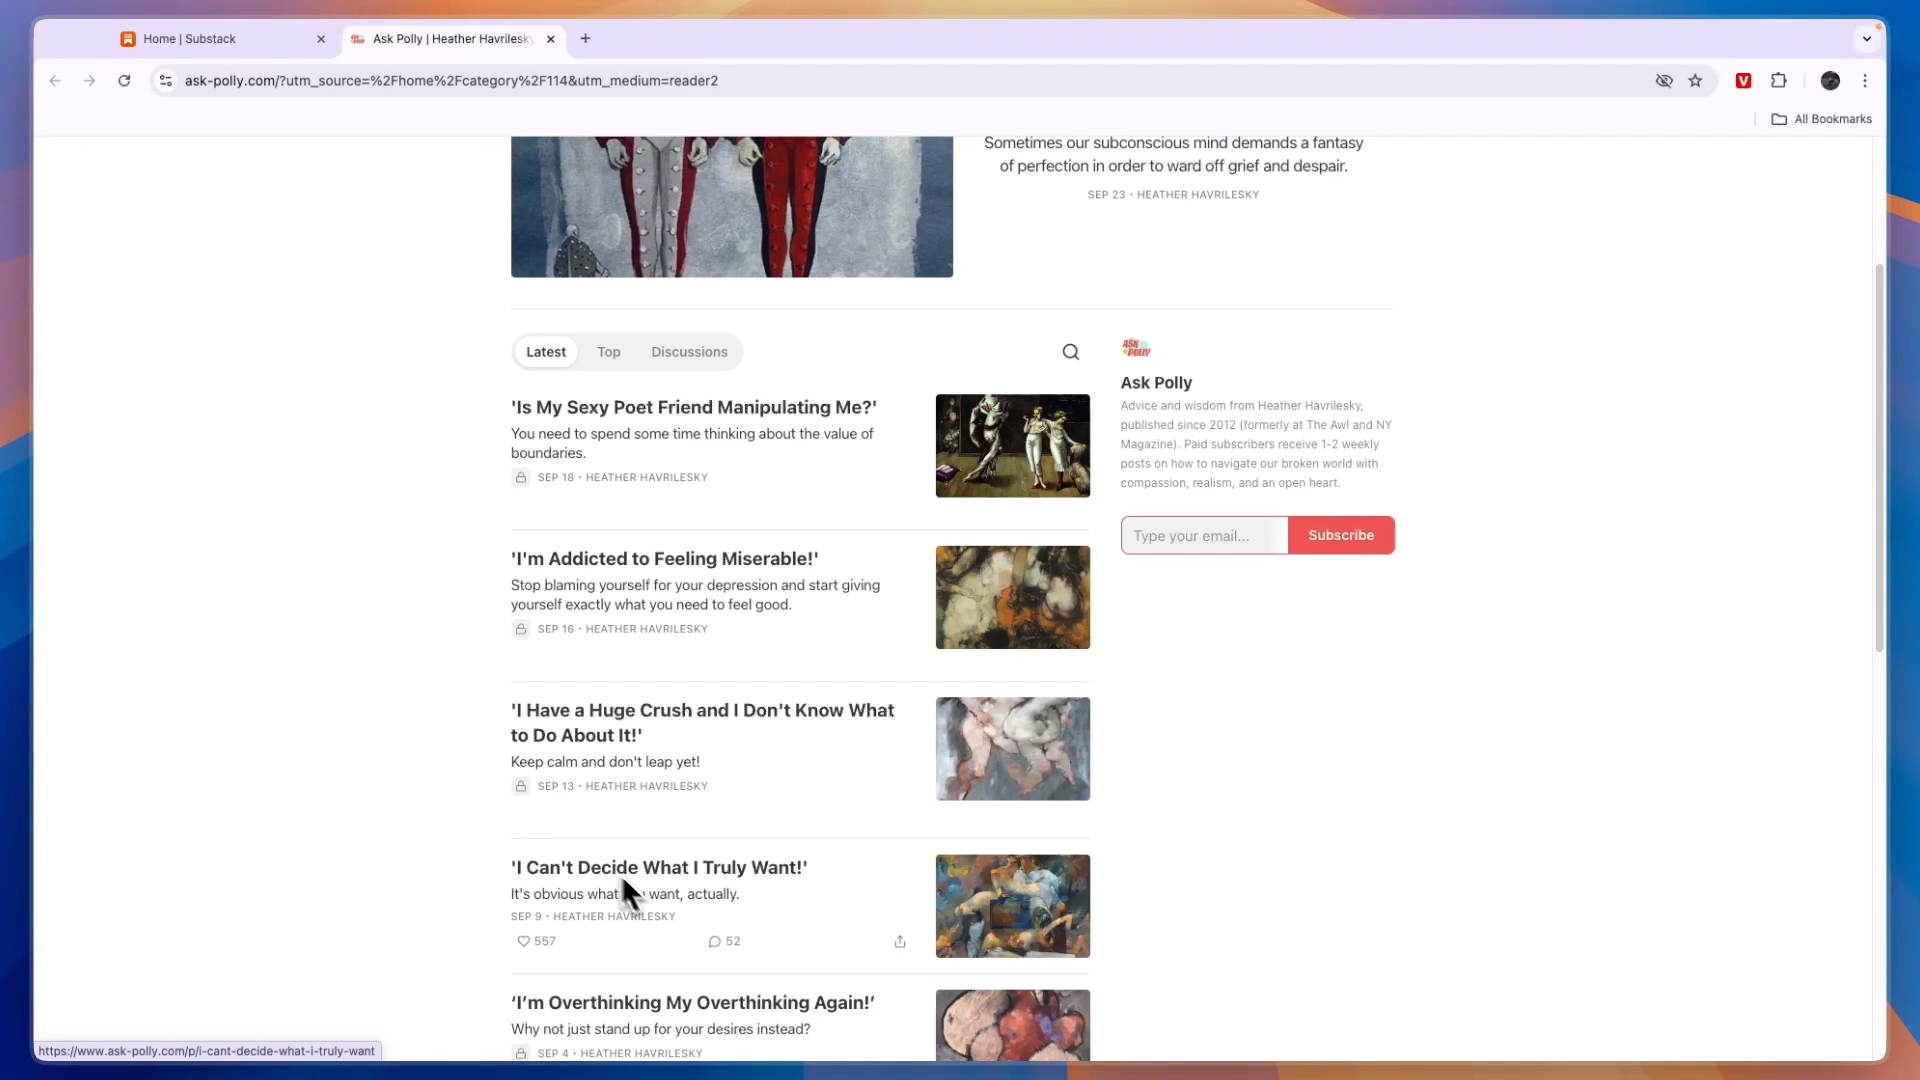 Home | Substack
Ask Polly | Heather Havrilesky
ask-polly.com/?utm_source=%2Fhome%2Fcategory%2F114&utm_medium=reader2
V
All Bookmarks
Sometimes our subconscious mind demands a fantasy
of perfection in order to ward off grief and despair.
SEP 23 • HEATHER HAVRILESKY
Latest
Top
Discussions
'Is My Sexy Poet Friend Manipulating Me?'
You need to spend some time thinking about the value of
boundaries.
SEP 18 • HEATHER HAVRILESKY
'I'm Addicted to Feeling Miserable!'
Stop blaming yourself for your depression and start giving
yourself exactly what you need to feel good.
SEP 16 • HEATHER HAVRILESKY
'I Have a Huge Crush and I Don't Know What
to Do About It!'
Keep calm and don't leap yet!
SEP 13 • HEATHER HAVRILESKY
'I Can't Decide What I Truly Want!'
It's obvious what want, actually.
SEP 9 • HEATHER HAVRILESKY
557
52
‘I’m Overthinking My Overthinking Again!’
Why not just stand up for your desires instead?
SEP 4 • HEATHER HAVRILESKY
ASK POLLY
Ask Polly
Advice and wisdom from Heather Havrilesky,
published since 2012 (formerly at The Awl and NY
Magazine). Paid subscribers receive 1-2 weekly
posts on how to navigate our broken world with
compassion, realism, and an open heart.
Type your email...
Subscribe
https://www.ask-polly.com/p/i-cant-decide-what-i-truly-want